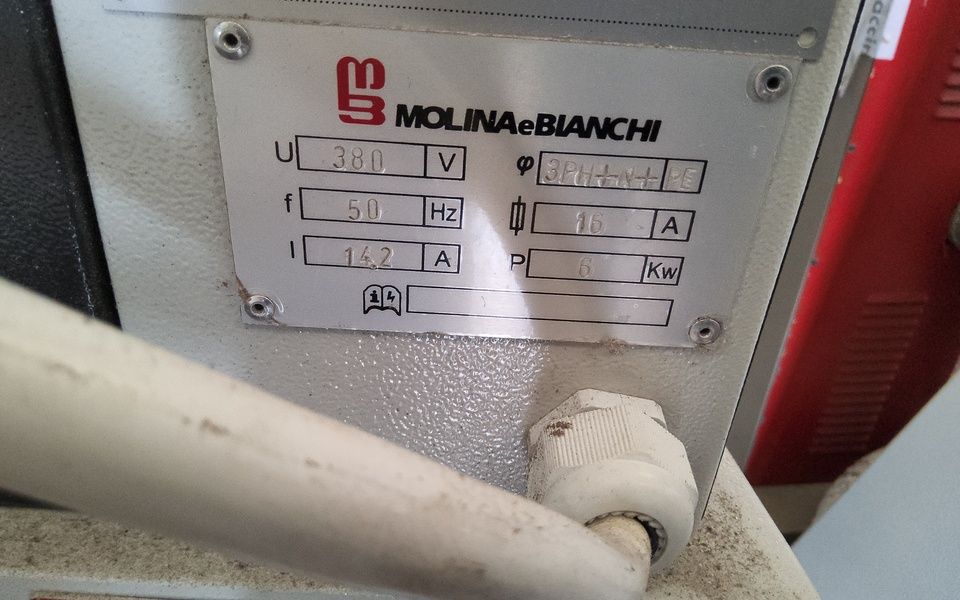 MOLINAeBIANCHI
U 380 V
φ 3PH+N+ PE
f 50 Hz
16 A
I 14,2 A
P 6 Kw